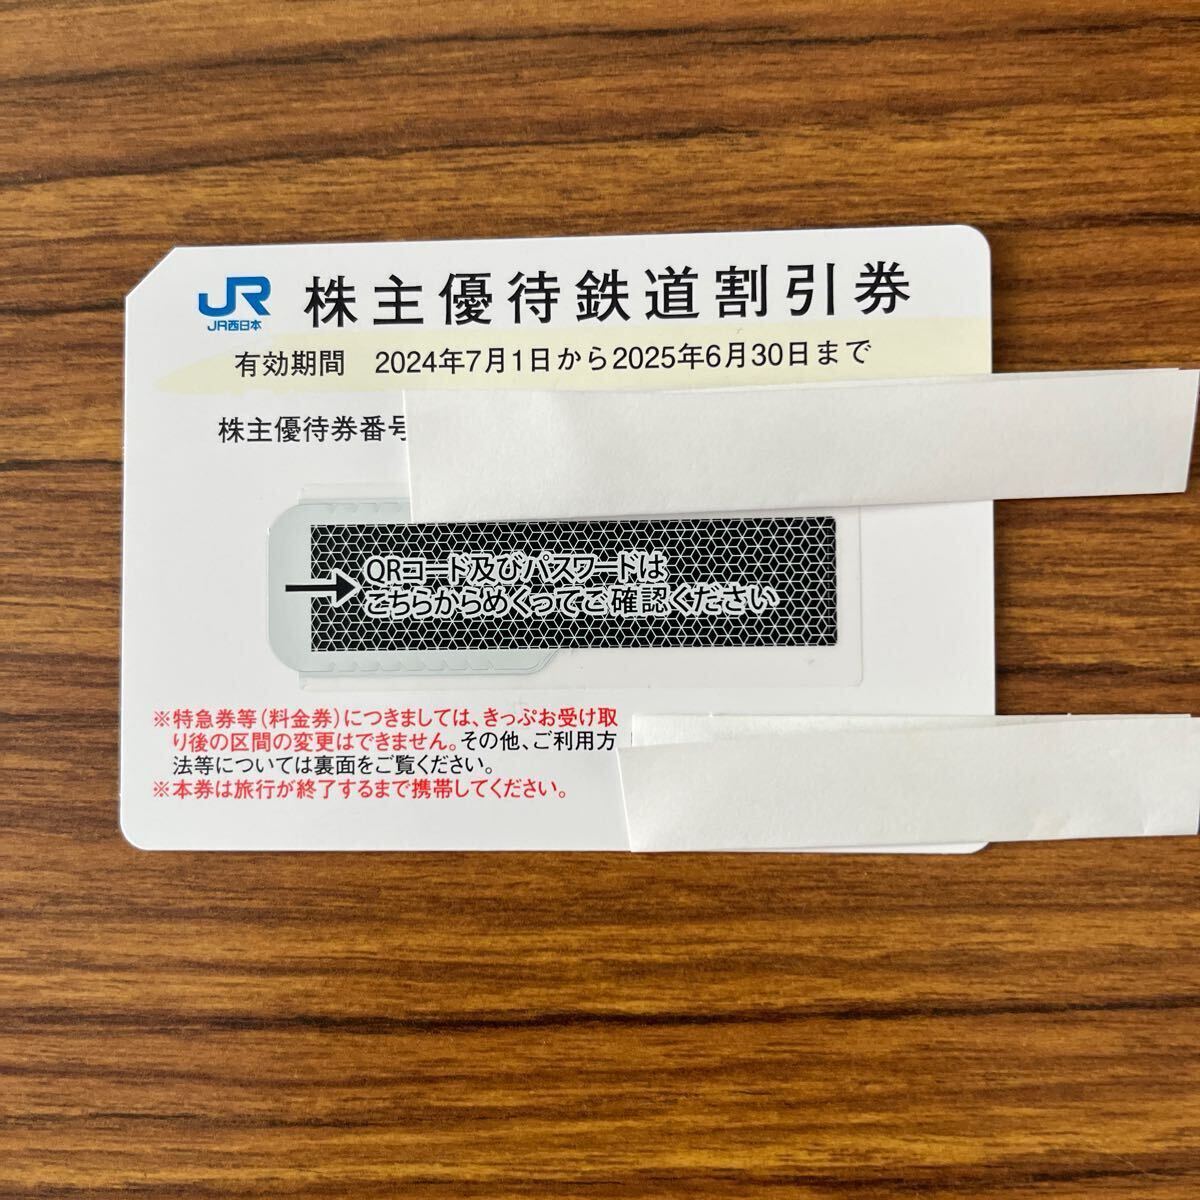 JR
JR西日本
株主優待鉄道割引券
有効期間 2024年7月1日から2025年6月30日まで
株主優待券番号
QRコード及びパスワードは
こちらからめくってご確認ください
※特急券等(料金券)につきましては、きっぷお受け取
り後の区間の変更はできません。その他、ご利用方
法等については裏面をご覧ください。
※本券は旅行が終了するまで携帯してください。